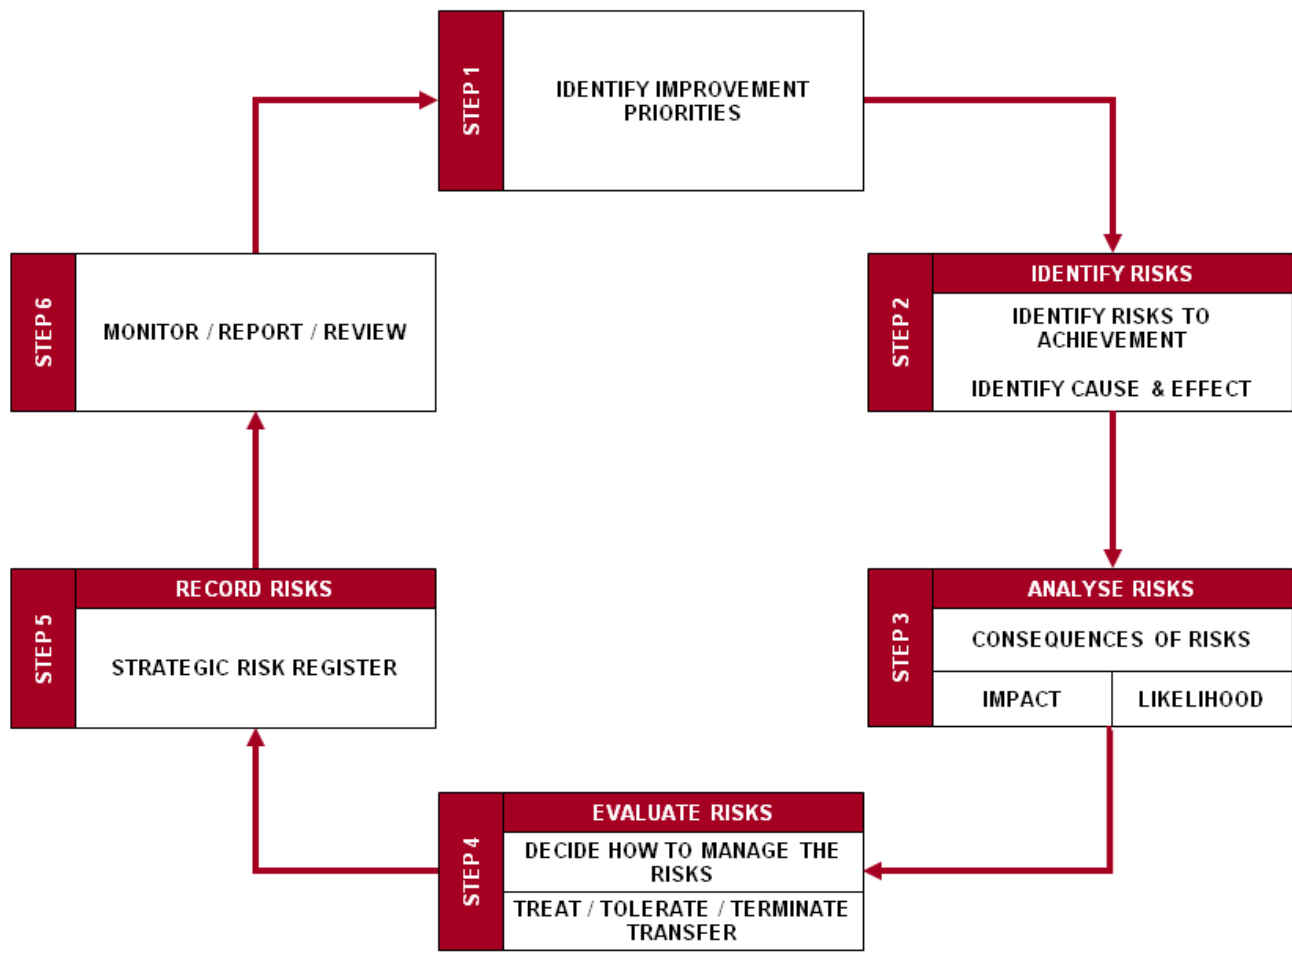 STEP 1
IDENTIFY IMPROVEMENT
PRIORITIES
STEP 2
IDENTIFY RISKS
IDENTIFY RISKS TO
ACHIEVEMENT
IDENTIFY CAUSE & EFFECT
STEP 3
ANALYSE RISKS
CONSEQUENCES OF RISKS
IMPACT
LIKELIHOOD
STEP 4
EVALUATE RISKS
DECIDE HOW TO MANAGE THE
RISKS
TREAT / TOLERATE / TERMINATE
TRANSFER
STEP 5
RECORD RISKS
STRATEGIC RISK REGISTER
STEP 6
MONITOR / REPORT / REVIEW